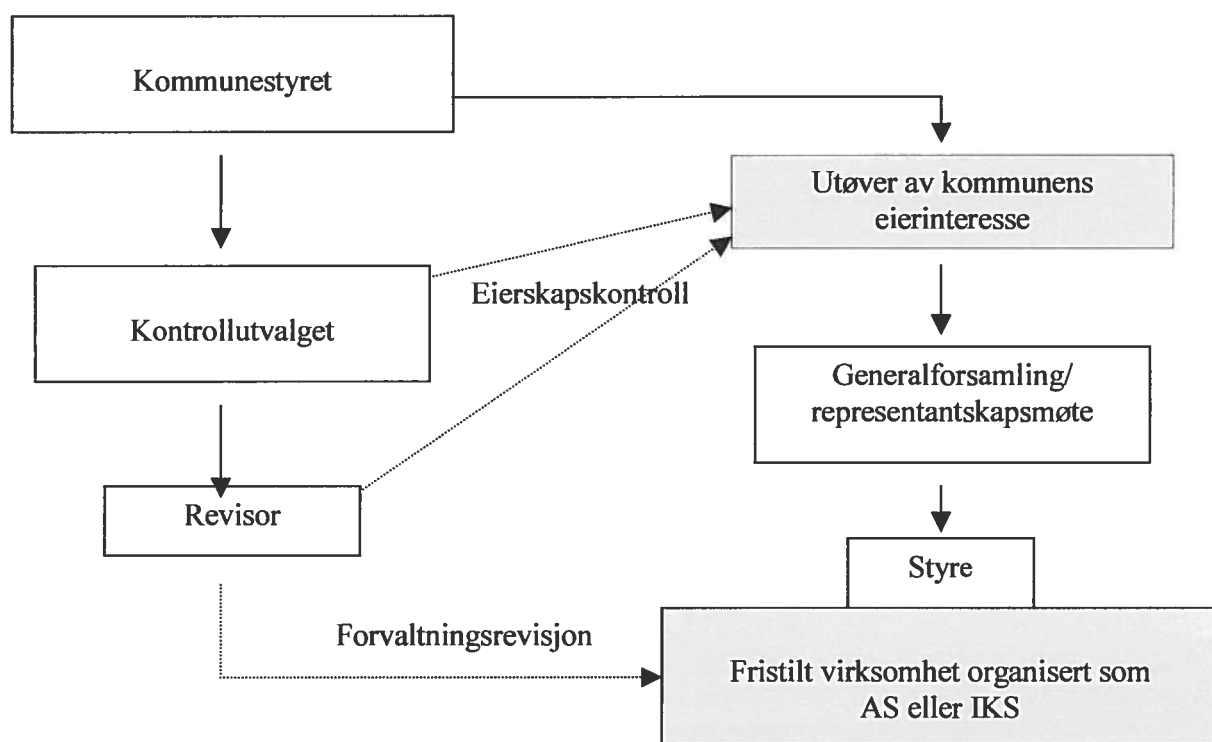 Kommunestyret
Utøver av kommunens
eierinteresse
Eierskapskontroll
Kontrollutvalget
Generalforsamling/
representantskapsmøte
Revisor
Styre
Forvaltningsrevisjon
Fristilt virksomhet organisert som
AS eller IKS